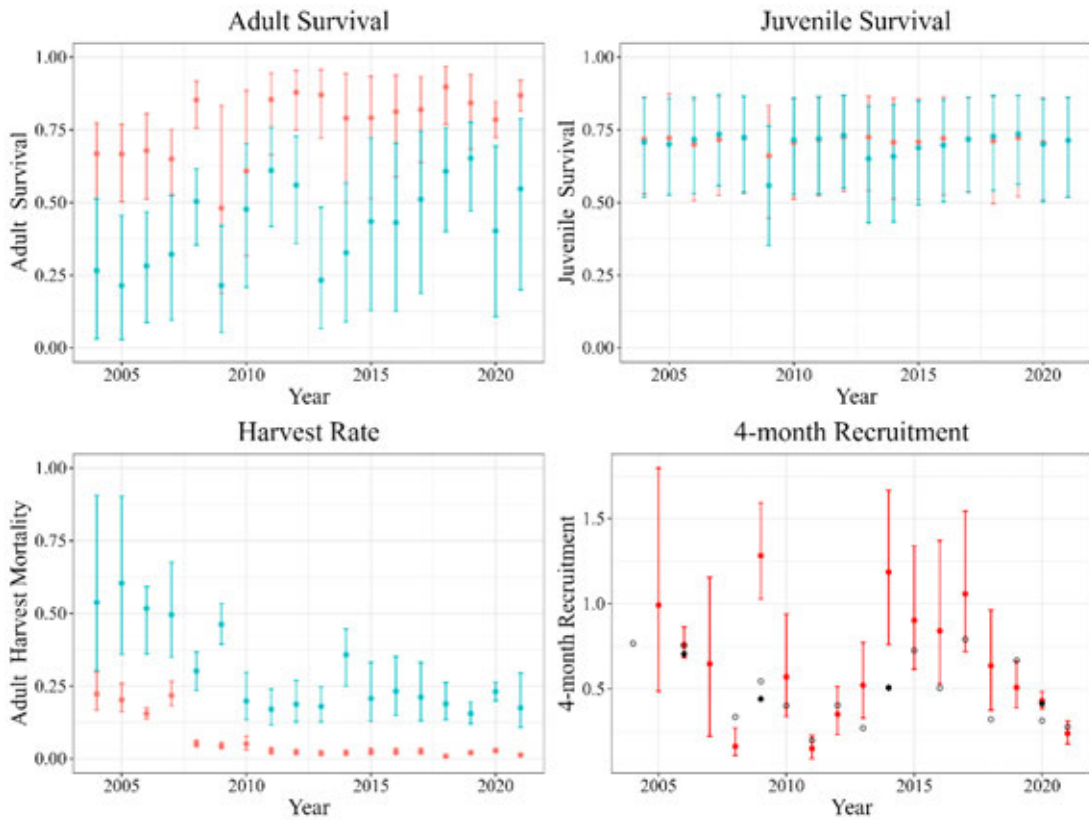 Adult Survival
Juvenile Survival
1.00
0.75
0.50
0.25
0.00
Adult Survival
2005
2010
2015
2020
Year
1.00
0.75
0.50
0.25
0.00
Juvenile Survival
2005
2010
2015
2020
Year
Harvest Rate
4-month Recruitment
1.00
0.75
0.50
0.25
0.00
Adult Harvest Mortality
2005
2010
2015
2020
Year
1.5
1.0
0.5
4-month Recruitment
2005
2010
2015
2020
Year